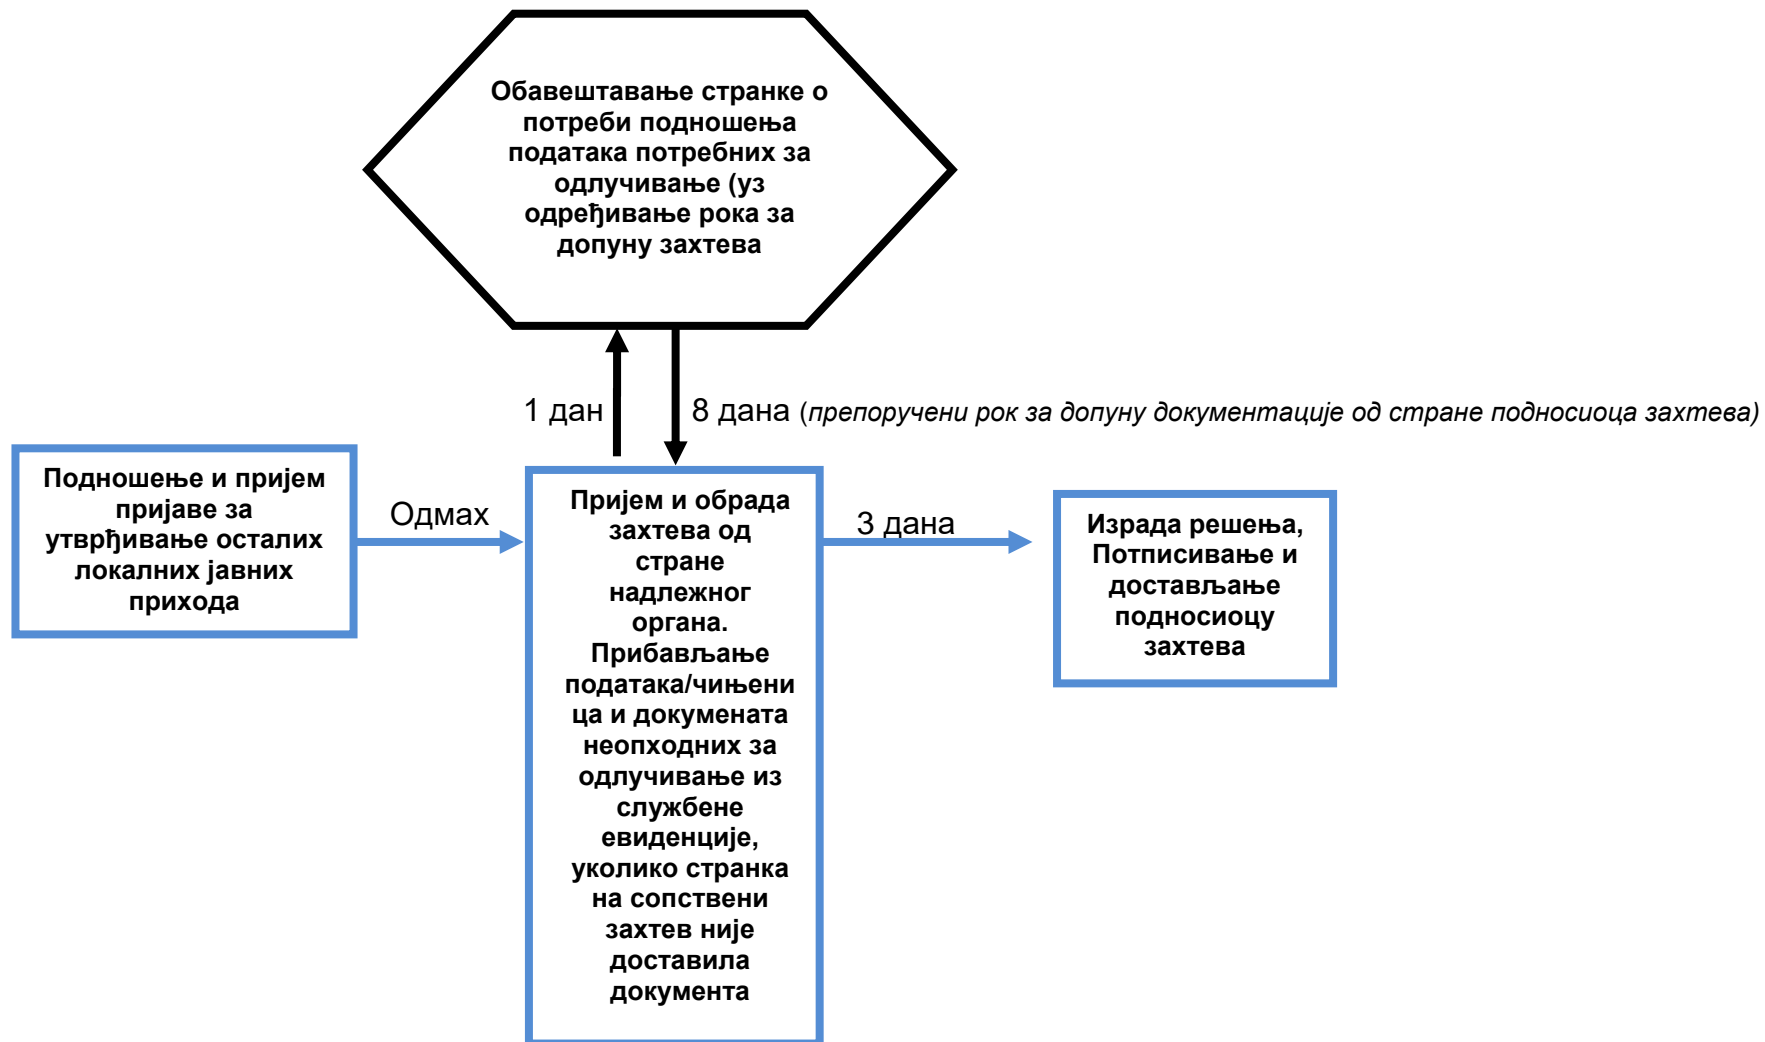 Обавештавање странке о
потреби подношења
података потребних за
одлучивање (уз
одређивање рока за
допуну захтева
1 дан
8 дана (препоручени рок за допуну документације од стране подносиоца захтева)
Подношење и пријем
пријаве за
утврђивање осталих
локалних јавних
прихода
Одмах
Пријем и обрада
захтева од
стране
надлежног
органа.
Прибављање
података/чињени
ца и докумената
неопходних за
одлучивање из
службене
евиденције,
уколико странка
на сопствени
захтев није
доставила
документа
3 дана
Израда решења,
Потписивање и
достављање
подносиоцу
захтева